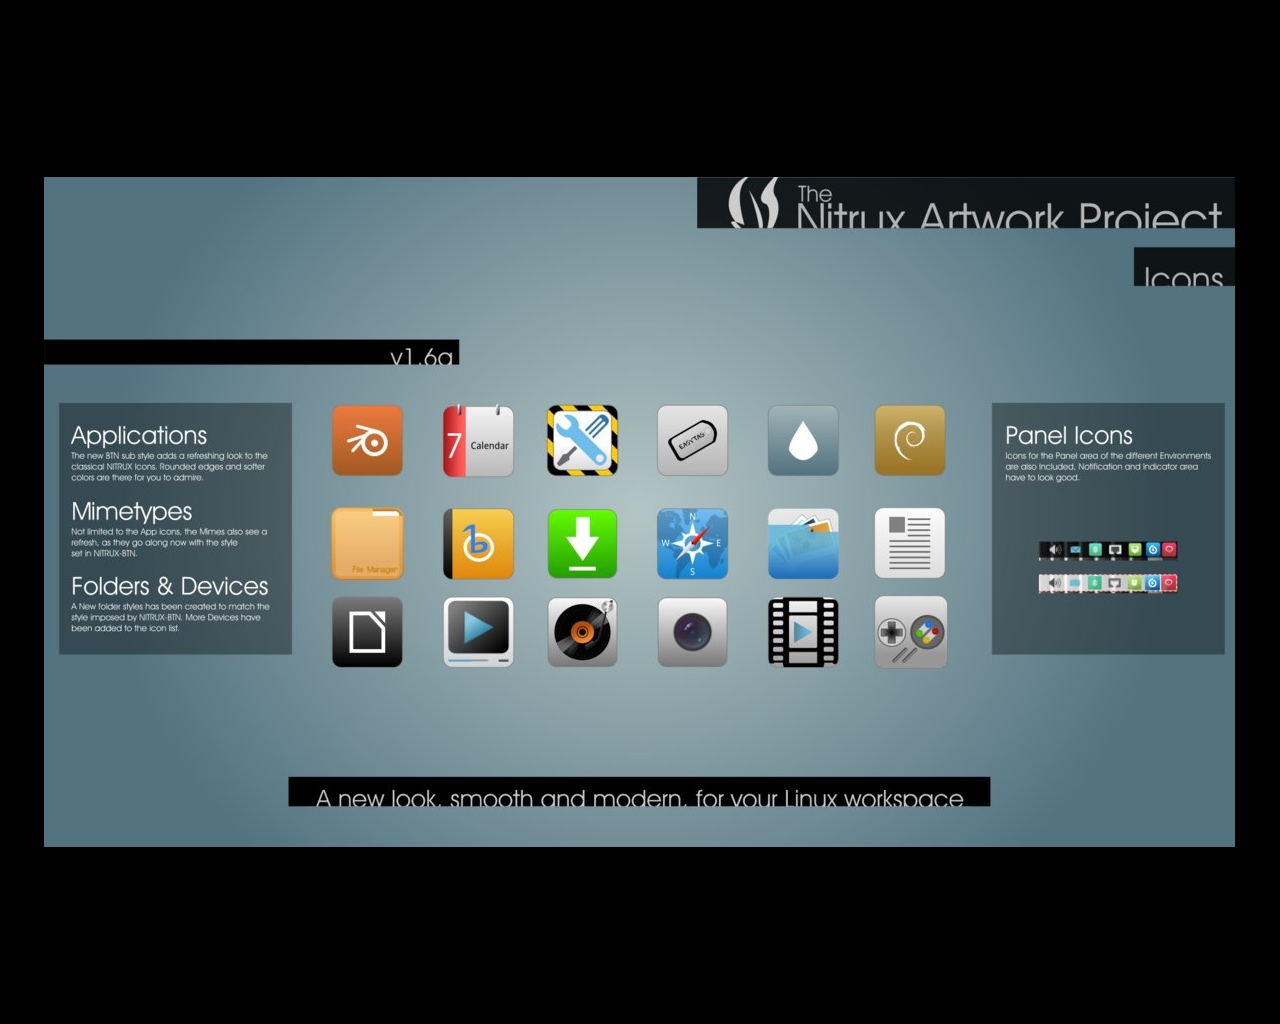 The
Nitrux Artwork Project
Icons
v1.6a
Applications
The new BTN sub style adds a refreshing look to the
classical NITRUX icons. Rounded edges and softer
colors are there for you to admire.
Mimetypes
Not limited to the App icons, the Mimes also see a
refresh, as they go along now with the style
set in NITRUX-BTN.
Folders & Devices
A New folder styles has been created to match the
style imposed by NITRUX-BTN. More Devices have
been added to the icon list.
7 Calendar
EASYTAG
File Manager
N
W E
S
Panel Icons
Icons for the Panel area of the different Environments
are also included, Notification and Indicator area
have to look good.
A new look, smooth and modern, for your Linux workspace